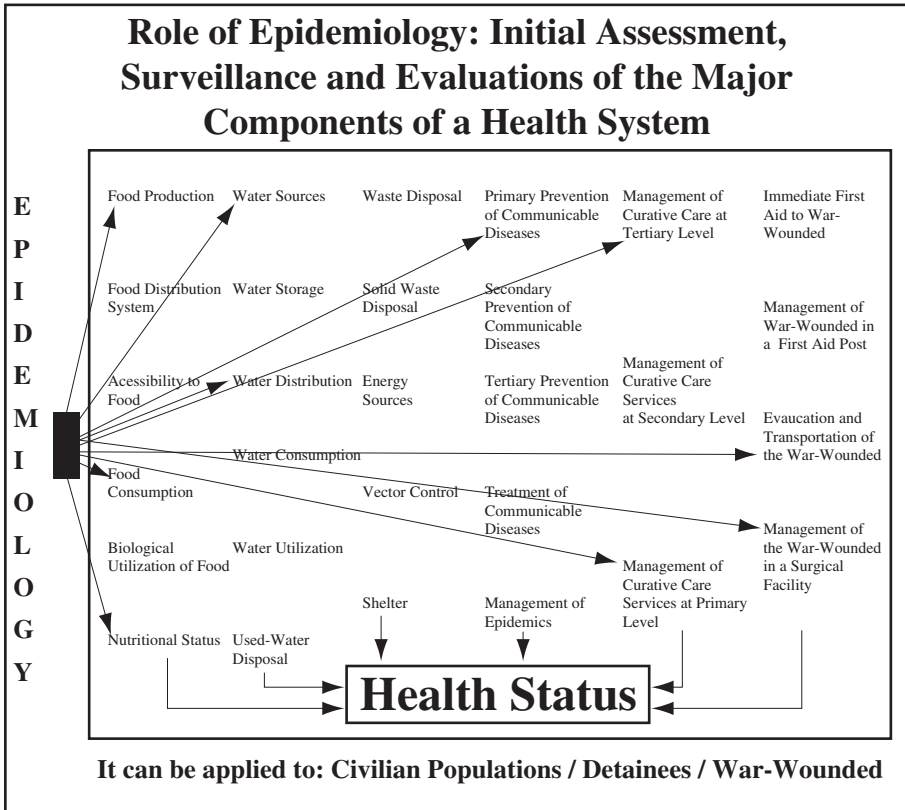 Role of Epidemiology: Initial Assessment,
Surveillance and Evaluations of the Major
Components of a Health System
E
P
I
D
E
M
I
O
L
O
G
Y
Food Production
Food Distribution
System
Acessibility to
Food
Food
Consumption
Biological
Utilization of Food
Nutritional Status
Water Sources
Water Storage
Water Distribution
Water Consumption
Water Utilization
Used-Water
Disposal
Waste Disposal
Solid Waste
Disposal
Energy
Sources
Vector Control
Shelter
Primary Prevention
of Communicable
Diseases
Secondary
Prevention of
Communicable
Diseases
Tertiary Prevention
of Communicable
Diseases
Treatment of
Communicable
Diseases
Management of
Epidemics
Management of
Curative Care at
Tertiary Level
Management of
Curative Care
Services
at Secondary Level
Management of
Curative Care
Services at Primary
Level
Immediate First
Aid to War-
Wounded
Management of
War-Wounded in
a First Aid Post
Evaucation and
Transportation of
the War-Wounded
Management of
the War-Wounded
in a Surgical
Facility
Health Status
It can be applied to: Civilian Populations / Detainees / War-Wounded